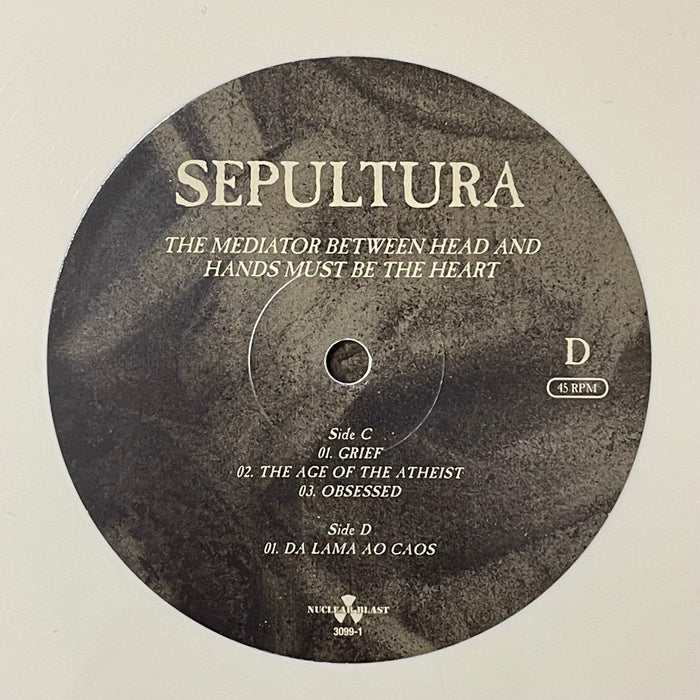 SEPULTURA
THE MEDIATOR BETWEEN HEAD AND
HANDS MUST BE THE HEART
D
45 RPM
Side C
01. GRIEF
02. THE AGE OF THE ATHEIST
03. OBSESSED
Side D
01. DA LAMA AO CAOS
NUCLEAR BLAST
3099-1